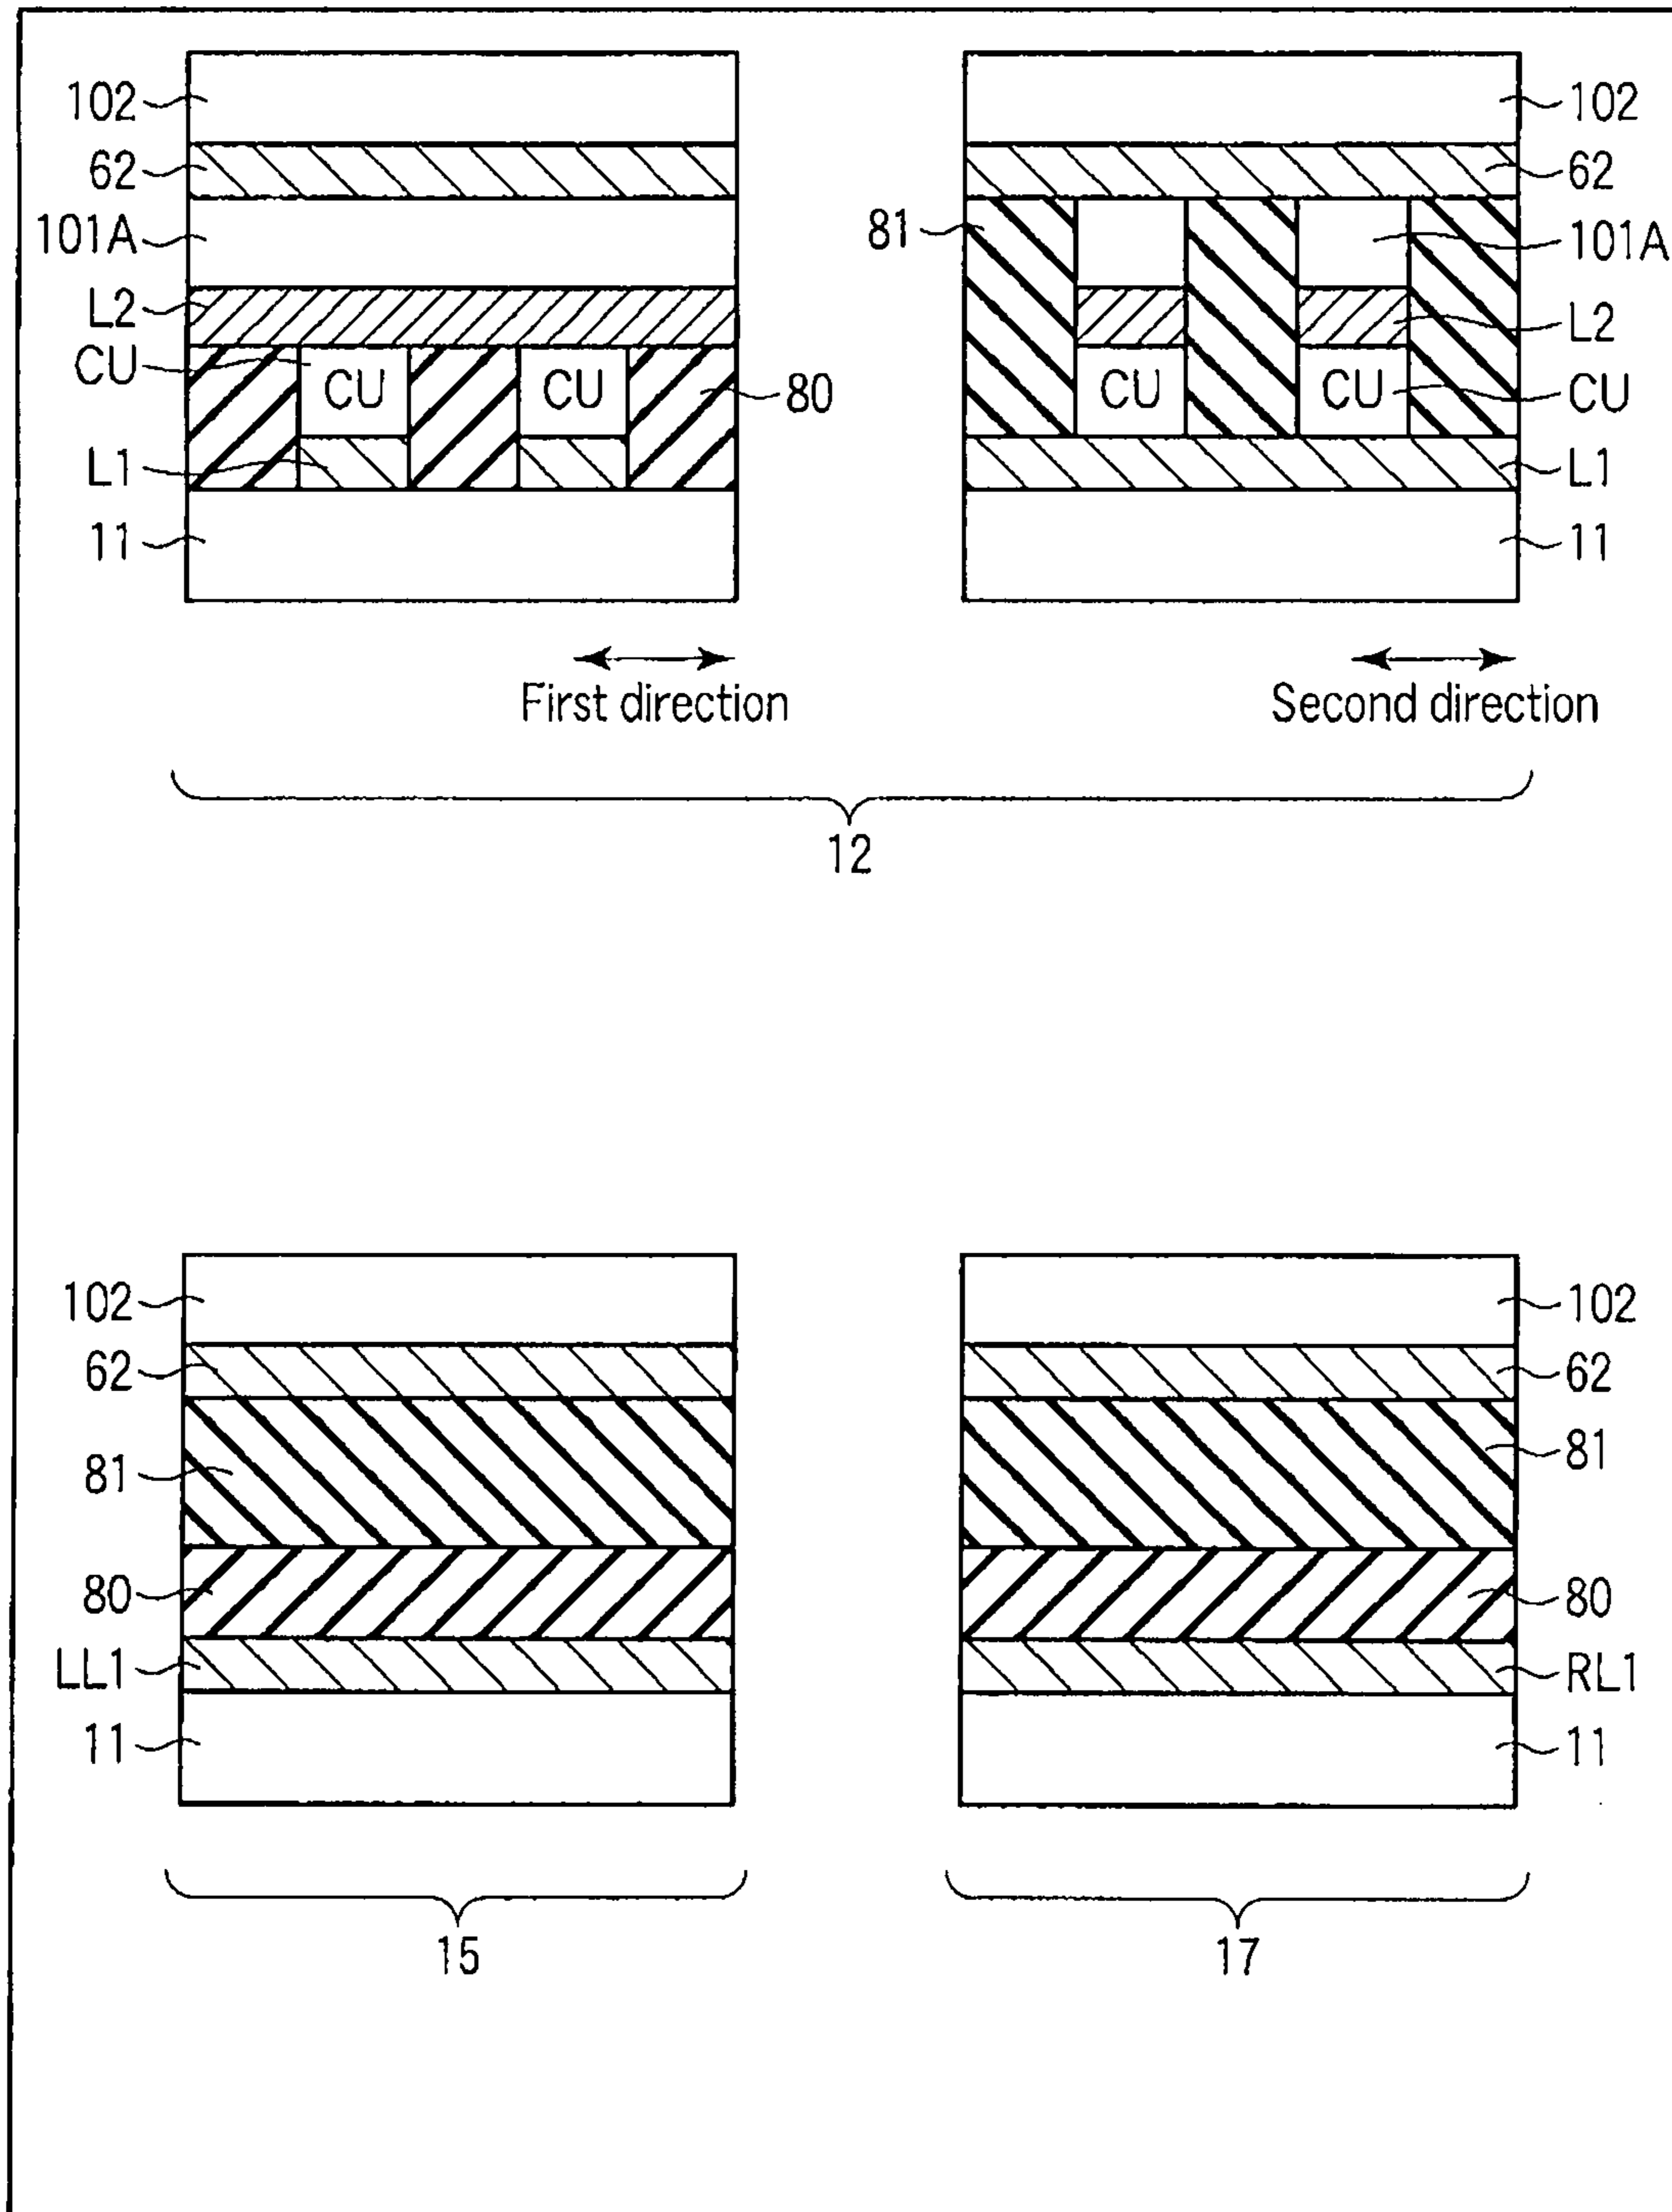 102
62
101A
L2
CU
CU
CU
80
L1
11
First direction
102
62
81
101A
L2
CU
CU
CU
L1
11
Second direction
12
102
62
81
80
LL1
11
15
102
62
81
80
RL1
11
17